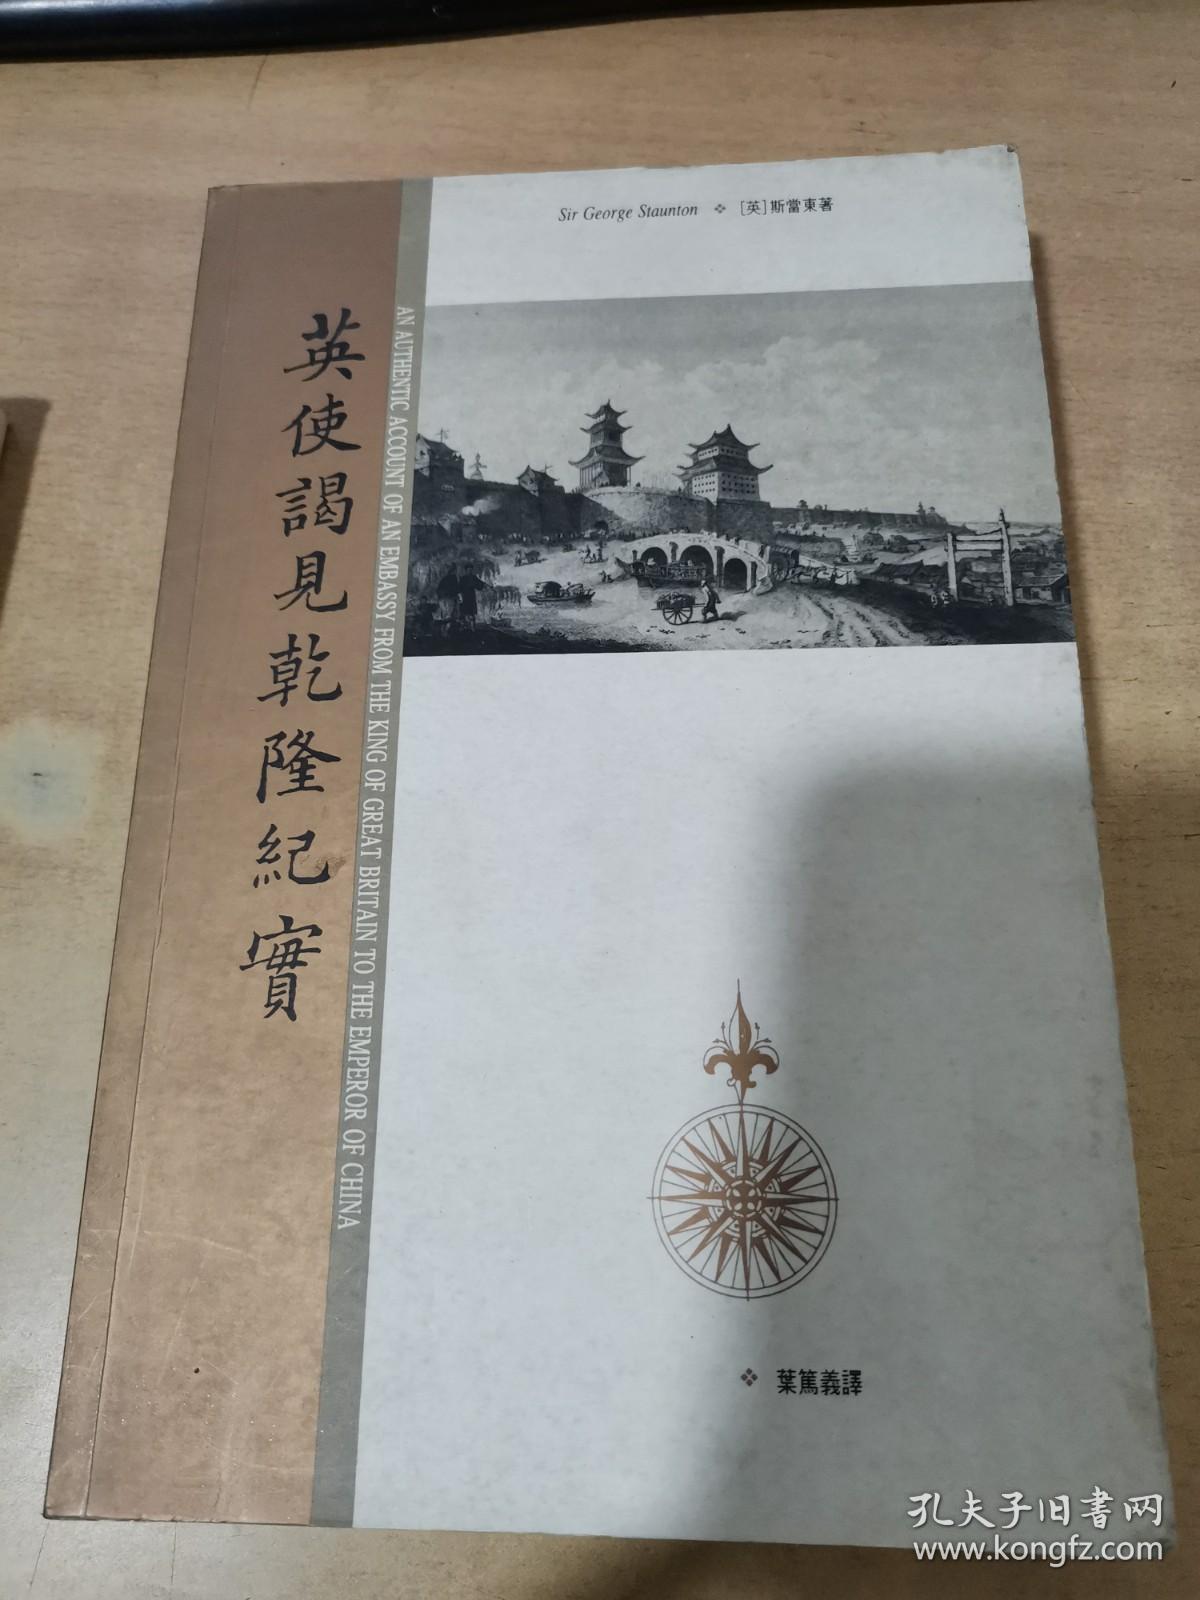 Sir George Staunton ❖ [英]斯當東著
英使謁見乾隆紀實
AN AUTHENTIC ACCOUNT OF AN EMBASSY FROM THE KING OF GREAT BRITAIN TO THE EMPEROR OF CHINA
❖ 葉篤義譯
孔夫子旧书网
www.kongfz.com